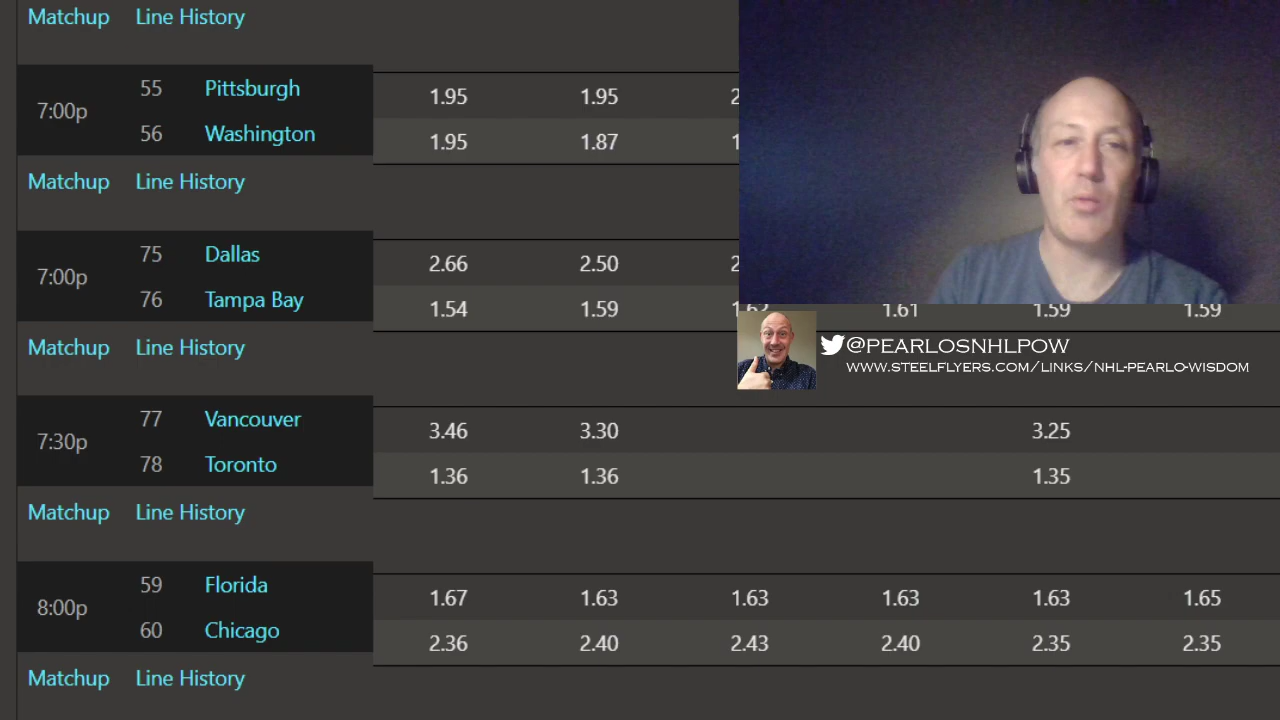 Matchup Line History
7:00p 55 Pittsburgh 1.95 1.95
56 Washington 1.95 1.87
Matchup Line History
7:00p 75 Dallas 2.66 2.50
76 Tampa Bay 1.54 1.59 1.62 1.61 1.59 1.59
@PEARLOSNHLPOW
WWW.STEELFLYERS.COM/LINKS/NHL-PEARLO-WISDOM
Matchup Line History
7:30p 77 Vancouver 3.46 3.30 3.25
78 Toronto 1.36 1.36 1.35
Matchup Line History
8:00p 59 Florida 1.67 1.63 1.63 1.63 1.63 1.65
60 Chicago 2.36 2.40 2.43 2.40 2.35 2.35
Matchup Line History